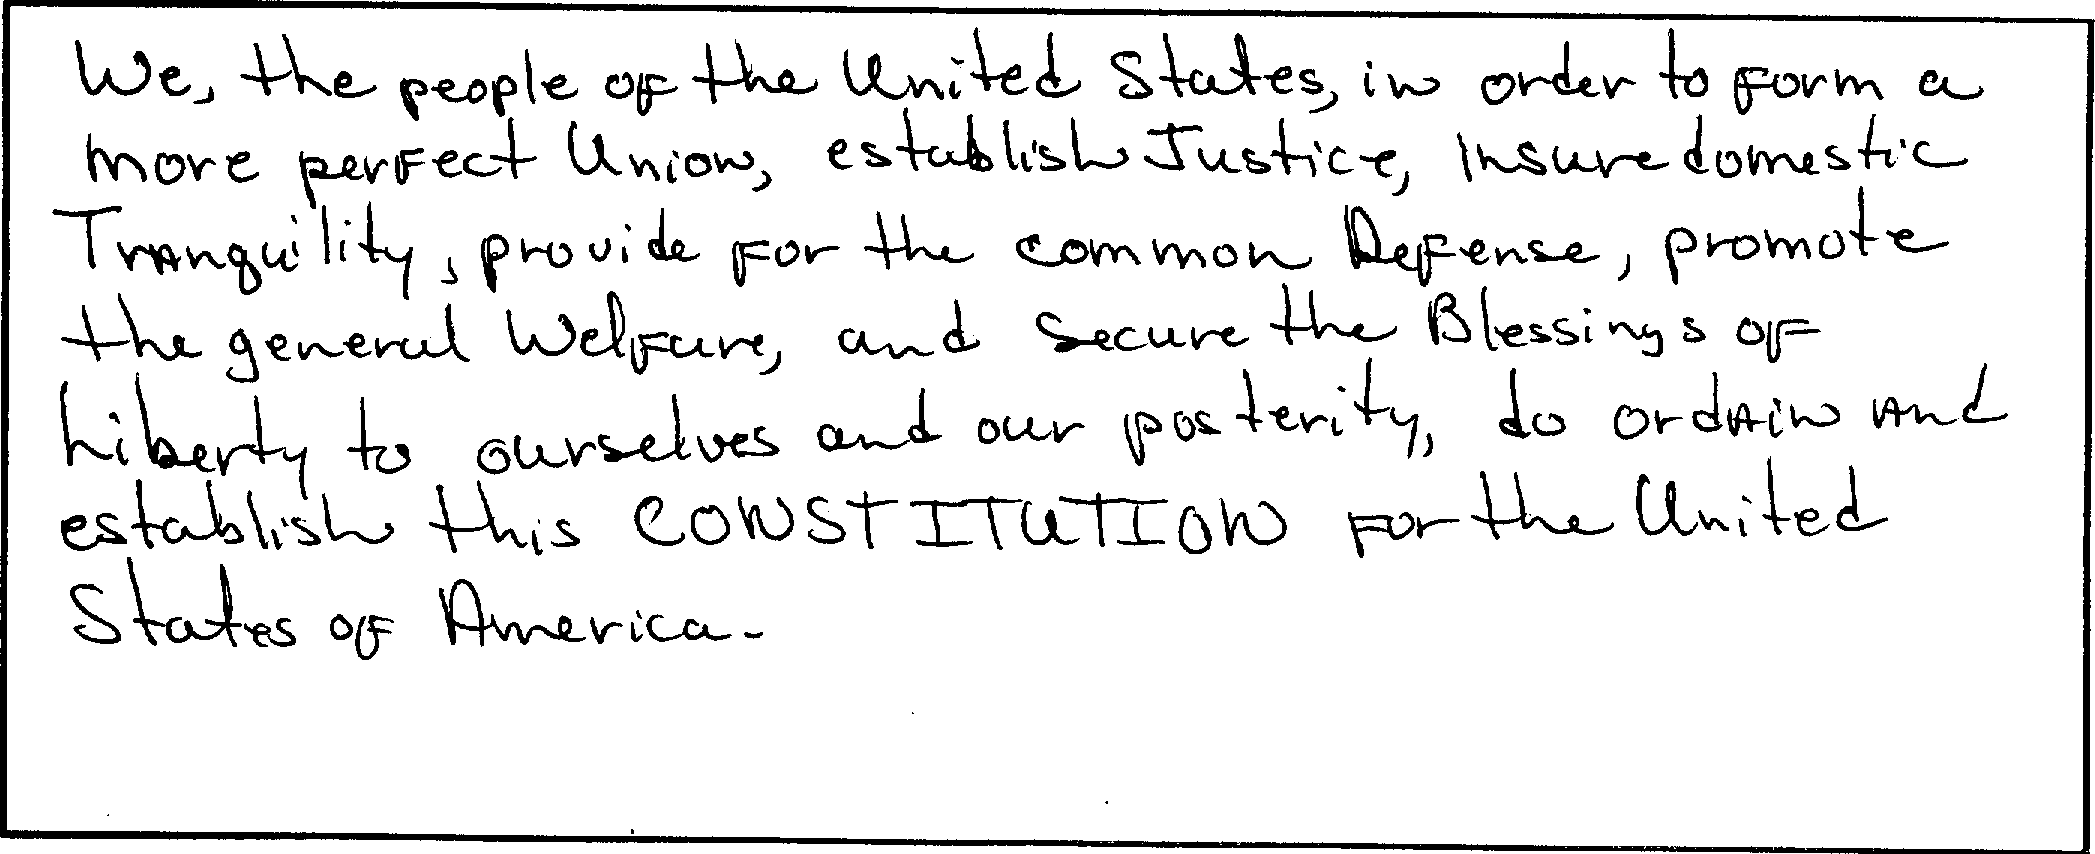 We, the people of the United States, in order to form a
more perfect Union, establish Justice, insure domestic
Tranquility, provide for the common Defense, promote
the general Welfare, and secure the Blessings of
Liberty to ourselves and our posterity, do ordain and
establish this CONSTITUTION for the United
States of America.